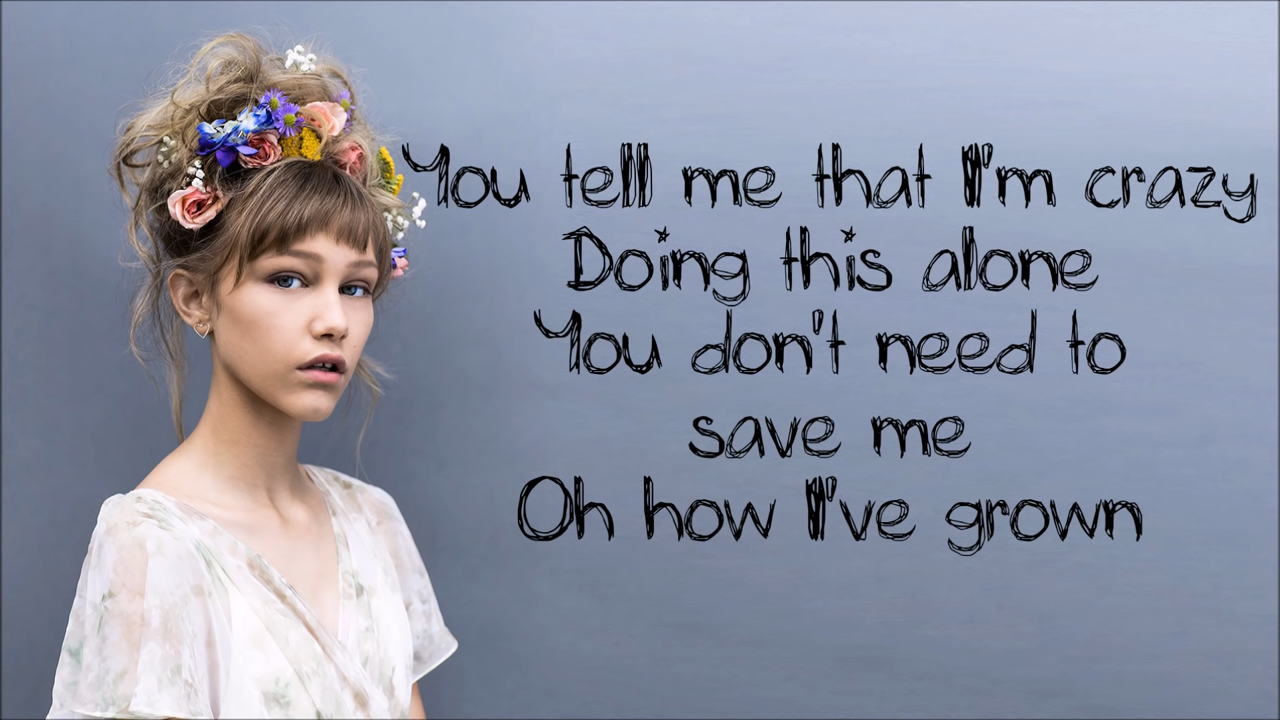 You tell me that I'm crazy
Doing this alone
You don't need to
save me
Oh how I've grown